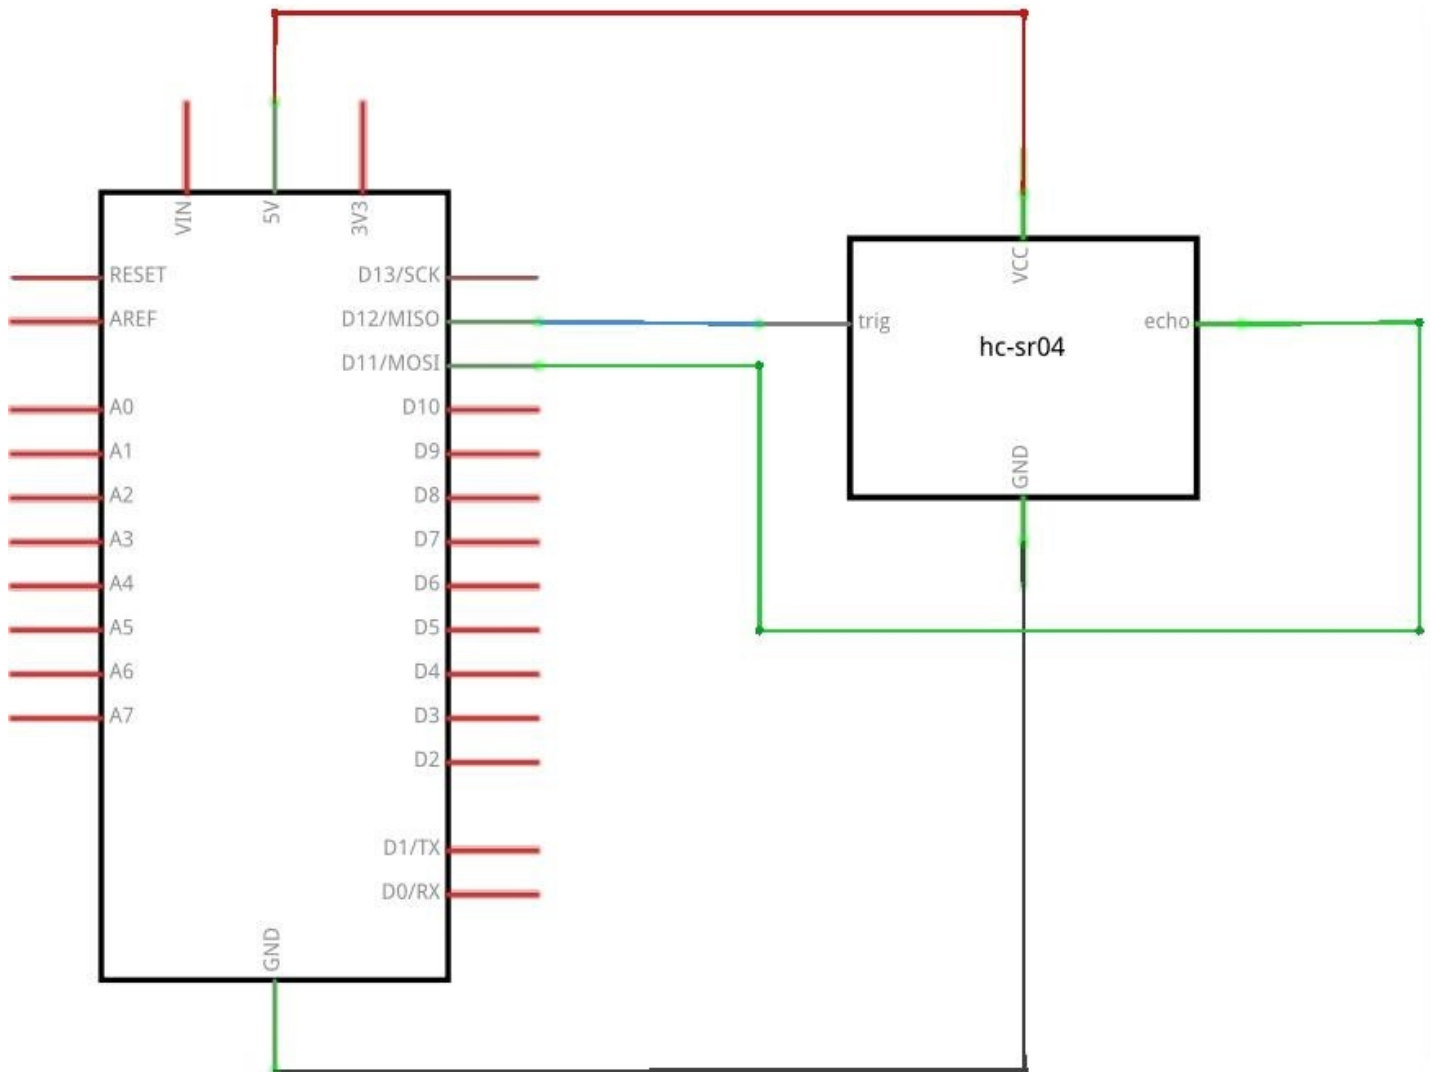 VIN
5V
3V3
RESET
D13/SCK
AREF
D12/MISO
D11/MOSI
A0
D10
A1
D9
A2
D8
A3
D7
A4
D6
A5
D5
A6
D4
A7
D3
D2
D1/TX
D0/RX
GND
VCC
trig
echo
hc-sr04
GND